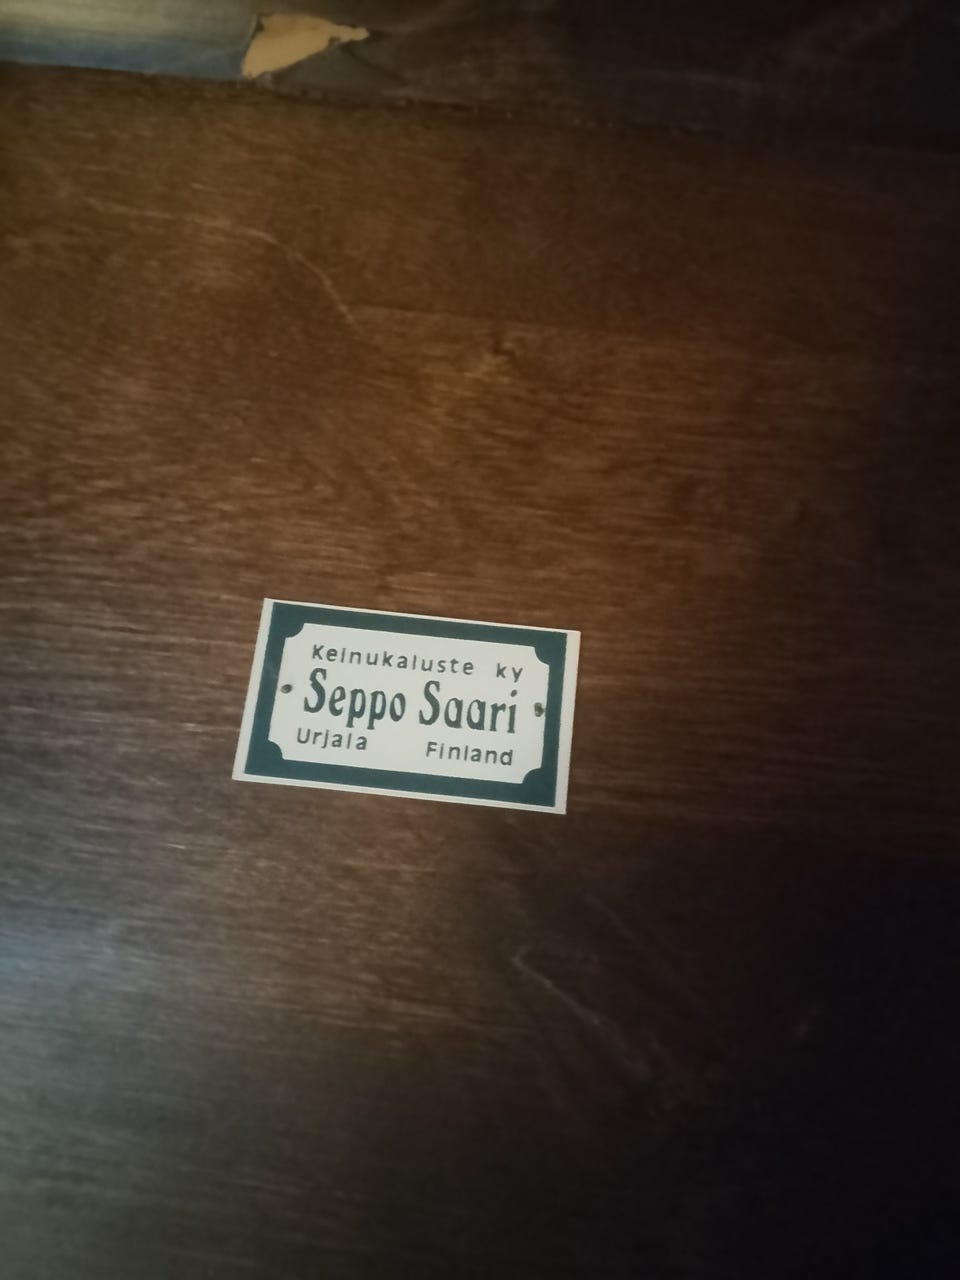 Keinukaluste ky
Seppo Saari
Urjala Finland